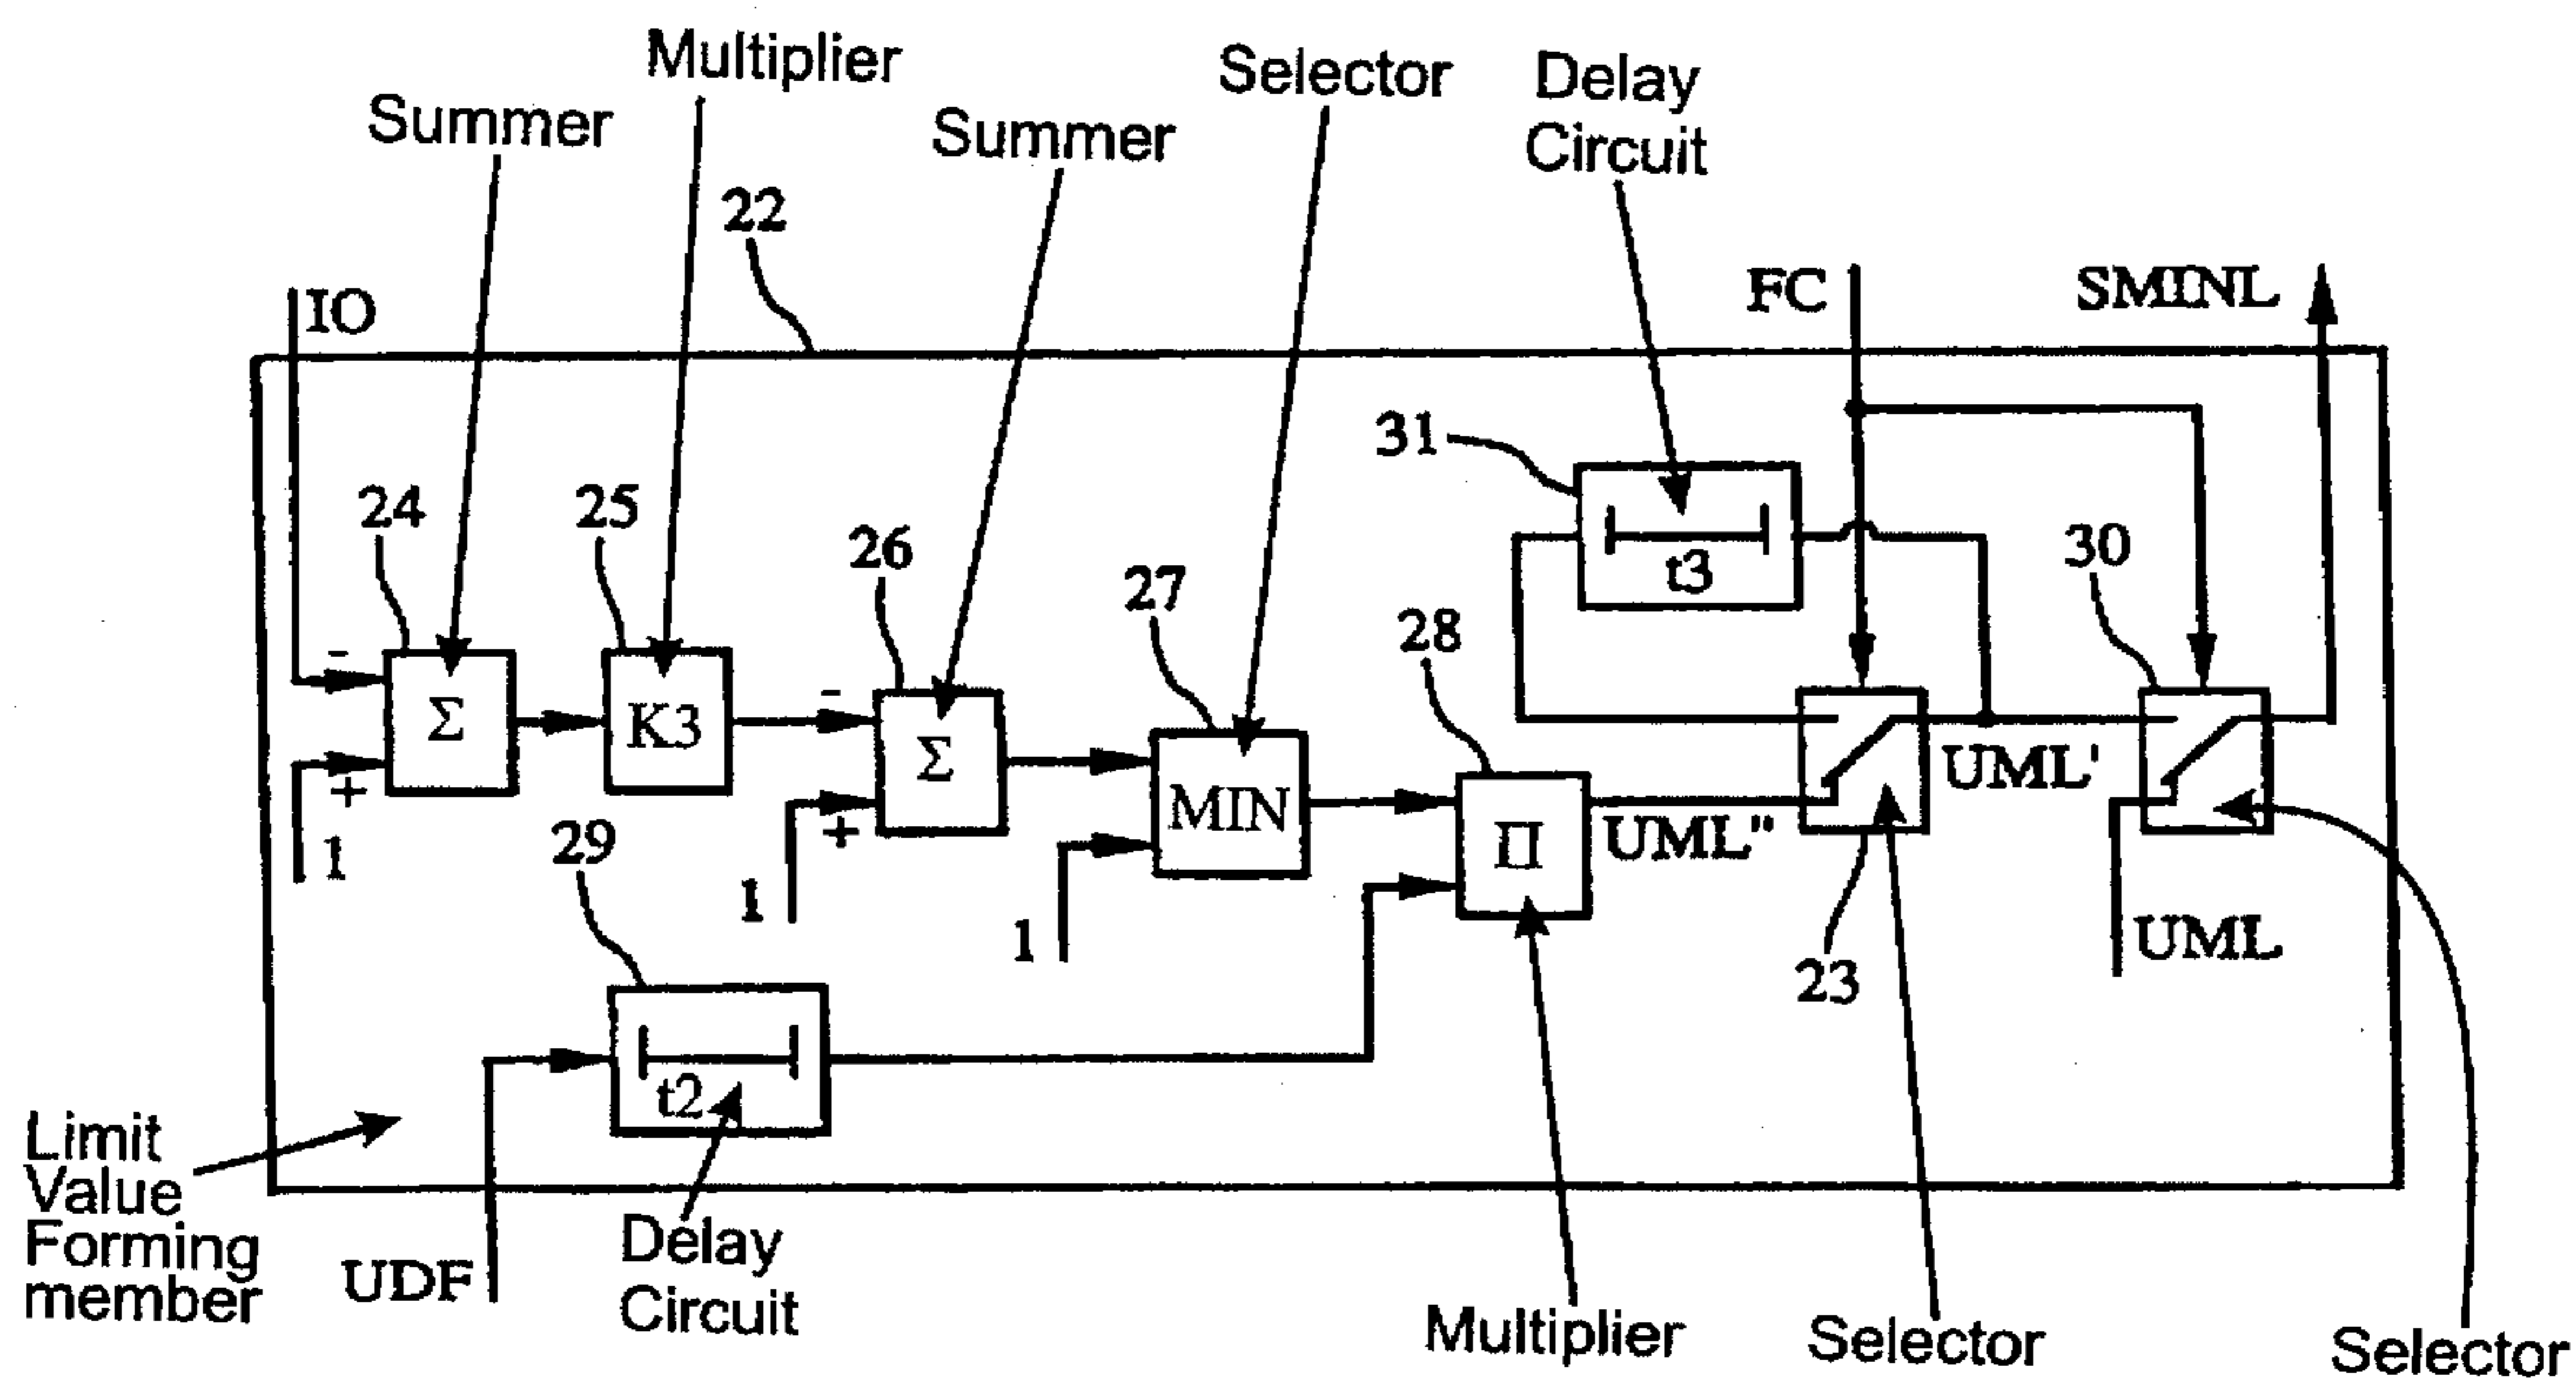 Multiplier
Selector
Delay
Circuit
Summer
Summer
22
IO
FC
SMINL
31
24
25
26
30
t3
27
28
-
Σ
K3
-
Σ
+
1
MIN
UML'
+
29
1
UML"
Π
1
23
UML
t2
Limit
Value
Forming
member
UDF
Delay
Circuit
Multiplier
Selector
Selector